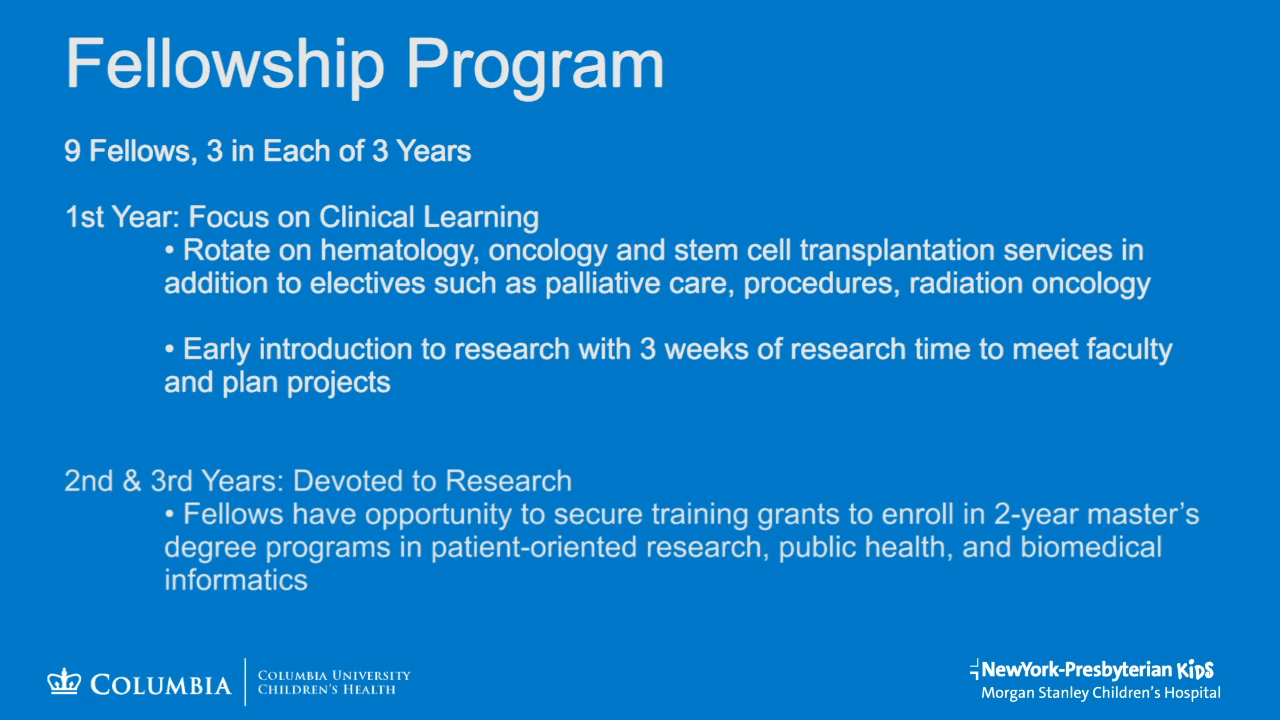 Fellowship Program
9 Fellows, 3 in Each of 3 Years
1st Year: Focus on Clinical Learning
• Rotate on hematology, oncology and stem cell transplantation services in
addition to electives such as palliative care, procedures, radiation oncology
• Early introduction to research with 3 weeks of research time to meet faculty
and plan projects
2nd & 3rd Years: Devoted to Research
• Fellows have opportunity to secure training grants to enroll in 2-year master’s
degree programs in patient-oriented research, public health, and biomedical
informatics
COLUMBIA
COLUMBIA UNIVERSITY
CHILDREN’S HEALTH
NewYork-Presbyterian KiDS
Morgan Stanley Children’s Hospital